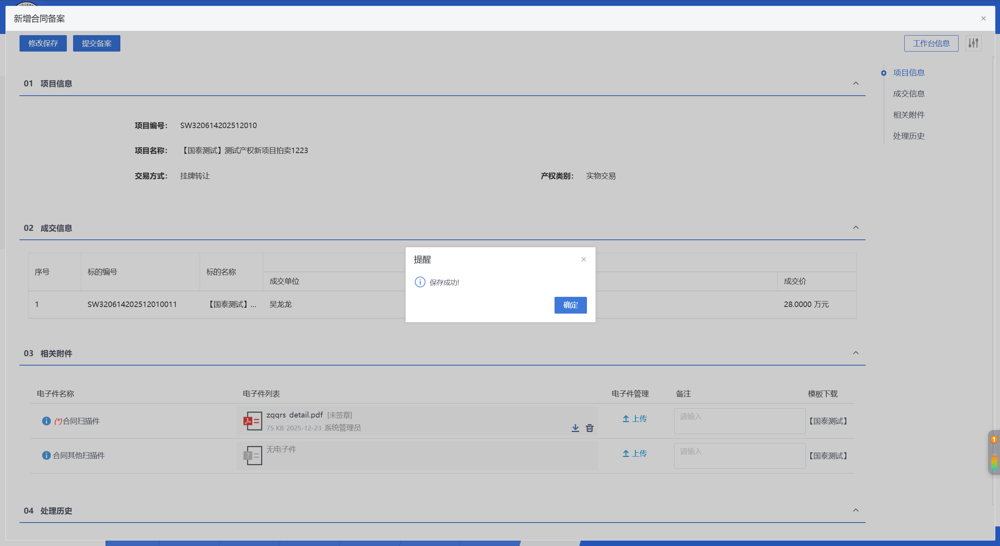 新增合同备案
修改保存 提交备案 工作台信息
01 项目信息
项目信息
成交信息
相关附件
处理历史
项目编号： SW320614202512010
项目名称： 【国泰测试】测试产权新项目拍卖1223
交易方式： 挂牌转让 产权类别： 实物交易
02 成交信息
序号 标的编号 标的名称
成交单位 成交价
1 SW320614202512010011 【国泰测试】... 吴龙龙 28.0000 万元
提醒
保存成功!
确定
03 相关附件
电子件名称 电子件列表 电子件管理 备注 模板下载
(*)合同扫描件 zgqrs detail.pdf [未签章] 上传 请输入 【国泰测试】
75 KB 2025-12-23 系统管理员
合同其他扫描件 无电子件 上传 请输入 【国泰测试】
1
04 处理历史